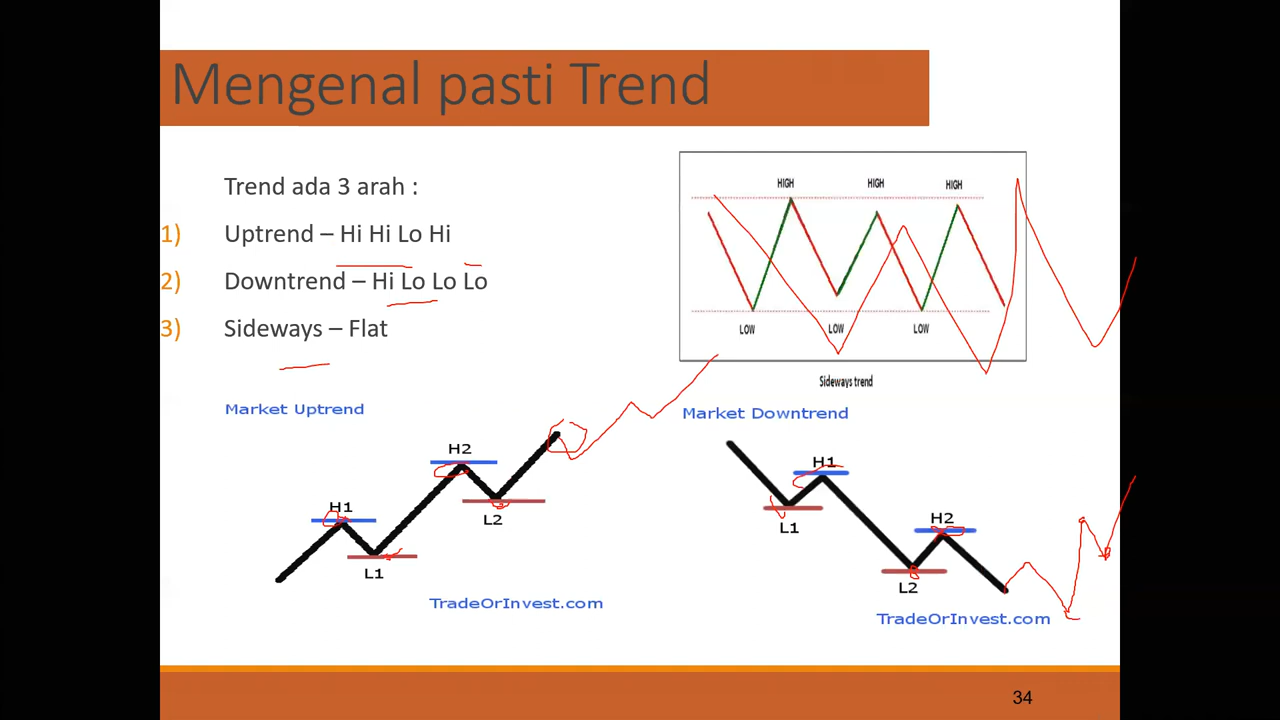 Mengenal pasti Trend
Trend ada 3 arah :
1) Uptrend – Hi Hi Lo Hi
2) Downtrend – Hi Lo Lo Lo
3) Sideways – Flat
HIGH HIGH HIGH
LOW LOW LOW
Sideways trend
Market Uptrend
H2
H1
L2
L1
TradeOrInvest.com
Market Downtrend
H1
L1
H2
L2
TradeOrInvest.com
34